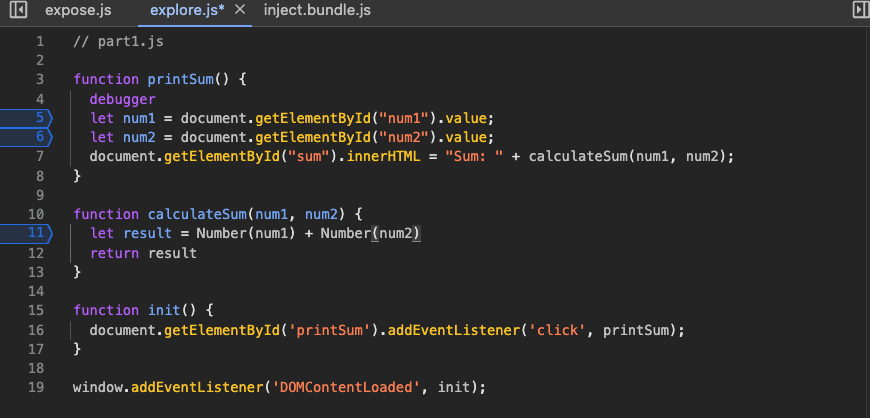 expose.js explore.js* × inject.bundle.js
1 // part1.js
2
3 function printSum() {
4   debugger
5   let num1 = document.getElementById("num1").value;
6   let num2 = document.getElementById("num2").value;
7   document.getElementById("sum").innerHTML = "Sum: " + calculateSum(num1, num2);
8 }
9
10 function calculateSum(num1, num2) {
11   let result = Number(num1) + Number(num2)
12   return result
13 }
14
15 function init() {
16   document.getElementById('printSum').addEventListener('click', printSum);
17 }
18
19 window.addEventListener('DOMContentLoaded', init);